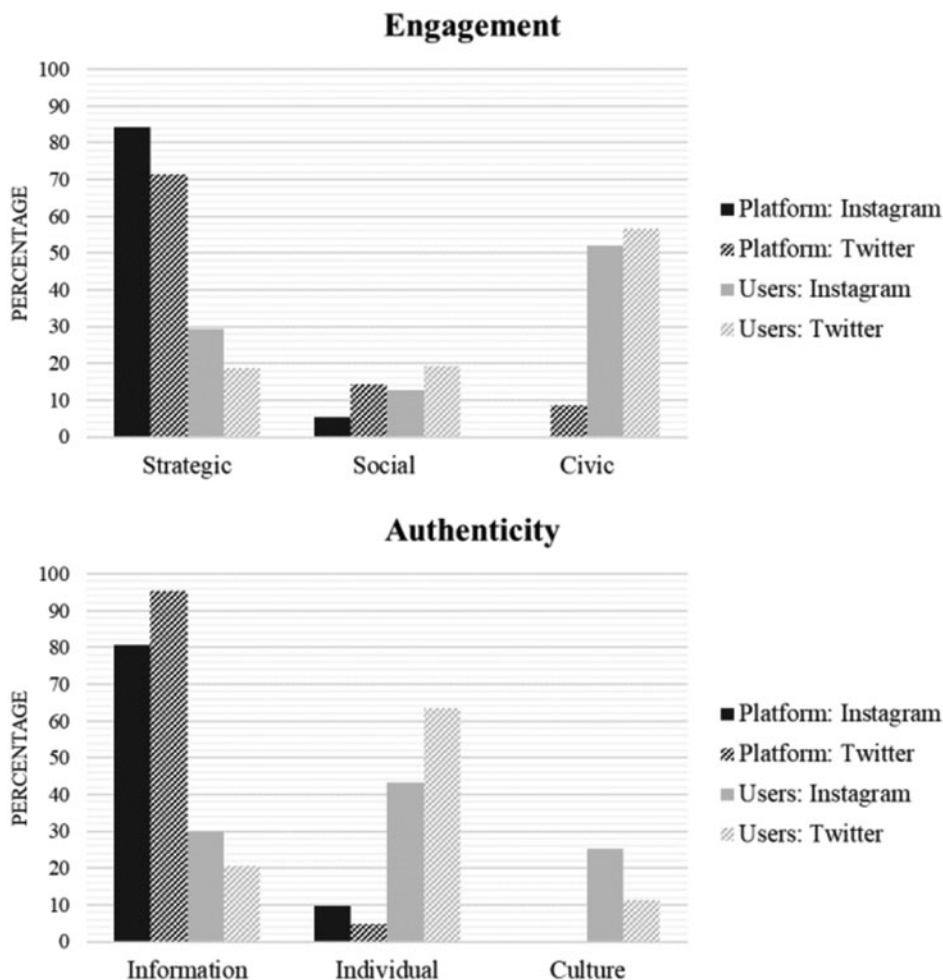 Engagement
PERCENTAGE
100
90
80
70
60
50
40
30
20
10
0
Strategic
Social
Civic
Platform: Instagram
Platform: Twitter
Users: Instagram
Users: Twitter
Authenticity
PERCENTAGE
100
90
80
70
60
50
40
30
20
10
0
Information
Individual
Culture
Platform: Instagram
Platform: Twitter
Users: Instagram
Users: Twitter